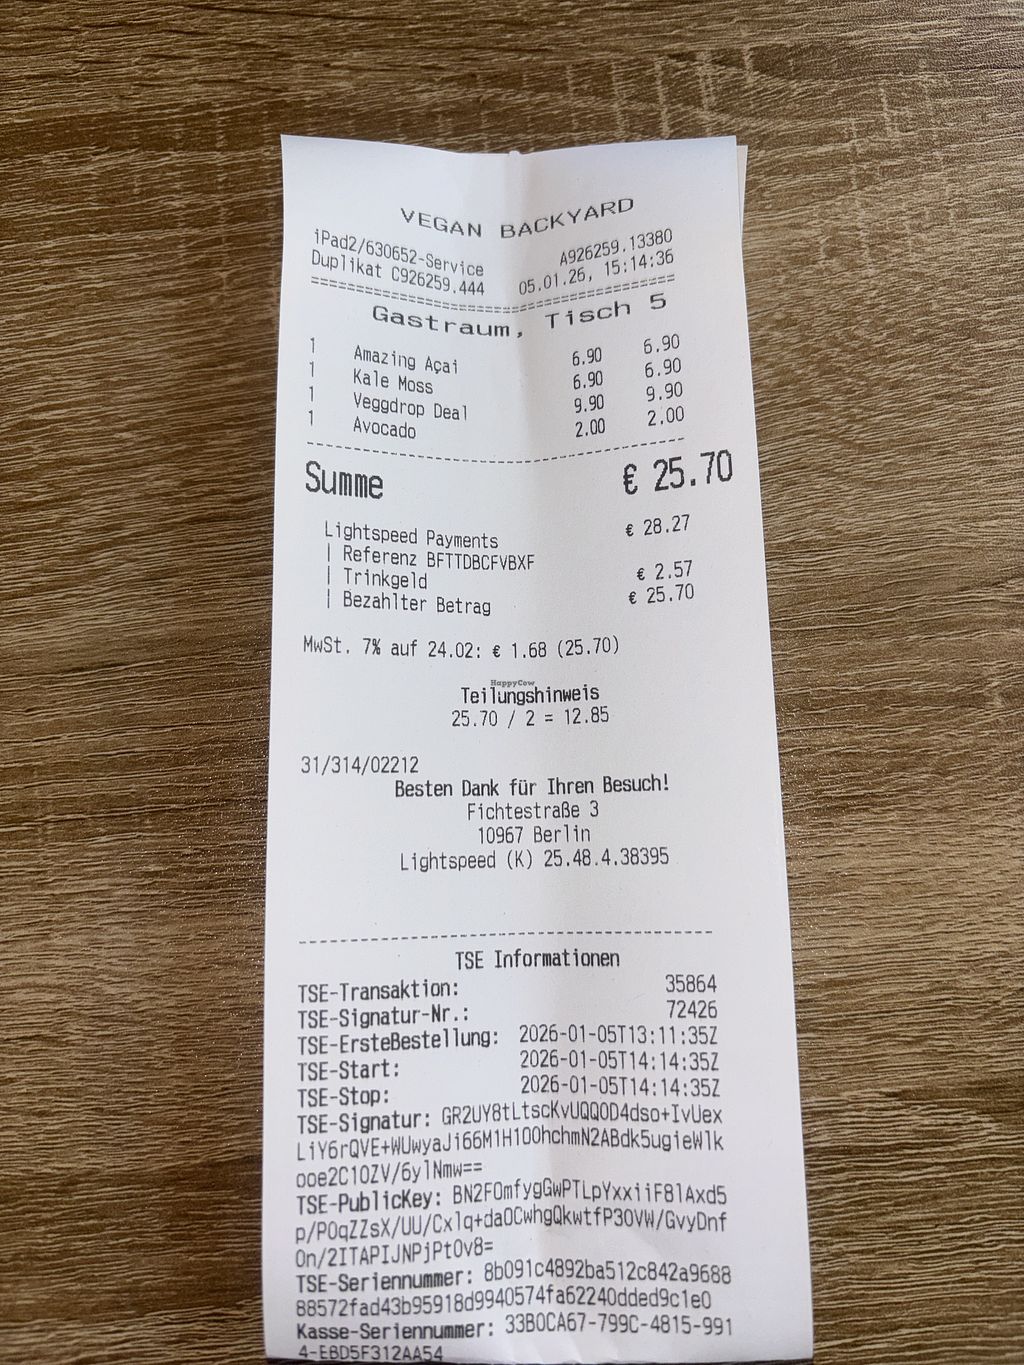 VEGAN BACKYARD
iPad2/630652-Service A926259.13380
Duplikat C926259.444 05.01.26, 15:14:36
Gastraum, Tisch 5
1 Amazing Açai 6.90 6.90
1 Kale Moss 6.90 6.90
1 Veggdrop Deal 9.90 9.90
1 Avocado 2.00 2.00
Summe € 25.70
Lightspeed Payments € 28.27
| Referenz BFTTDBCFVBXF
| Trinkgeld € 2.57
| Bezahlter Betrag € 25.70
MwSt. 7% auf 24.02: € 1.68 (25.70)
HappyCow
Teilungshinweis
25.70 / 2 = 12.85
31/314/02212
Besten Dank für Ihren Besuch!
Fichtestraße 3
10967 Berlin
Lightspeed (K) 25.48.4.38395
TSE Informationen
TSE-Transaktion: 35864
TSE-Signatur-Nr.: 72426
TSE-ErsteBestellung: 2026-01-05T13:11:35Z
TSE-Start: 2026-01-05T14:14:35Z
TSE-Stop: 2026-01-05T14:14:35Z
TSE-Signatur: GR2UY8tLtscKvUQQOD4dso+IvUex
LiY6rQVE+WUwyaJi66M1H100hchmN2ABdk5ugieWlk
ooe2C10ZV/6ylNmw==
TSE-PublicKey: BN2FOmfygGwPTLpYxxiiF8lAxd5
p/POqZZsX/UU/Cxlq+daOCwhgQkwtfP3OVW/GvyDnf
On/2ITAPIJNPjPtOv8=
TSE-Seriennummer: 8b091c4892ba512c842a9688
88572fad43b95918d9940574fa62240dded9c1e0
Kasse-Seriennummer: 33B0CA67-799C-4815-991
4-EBD5F312AA54